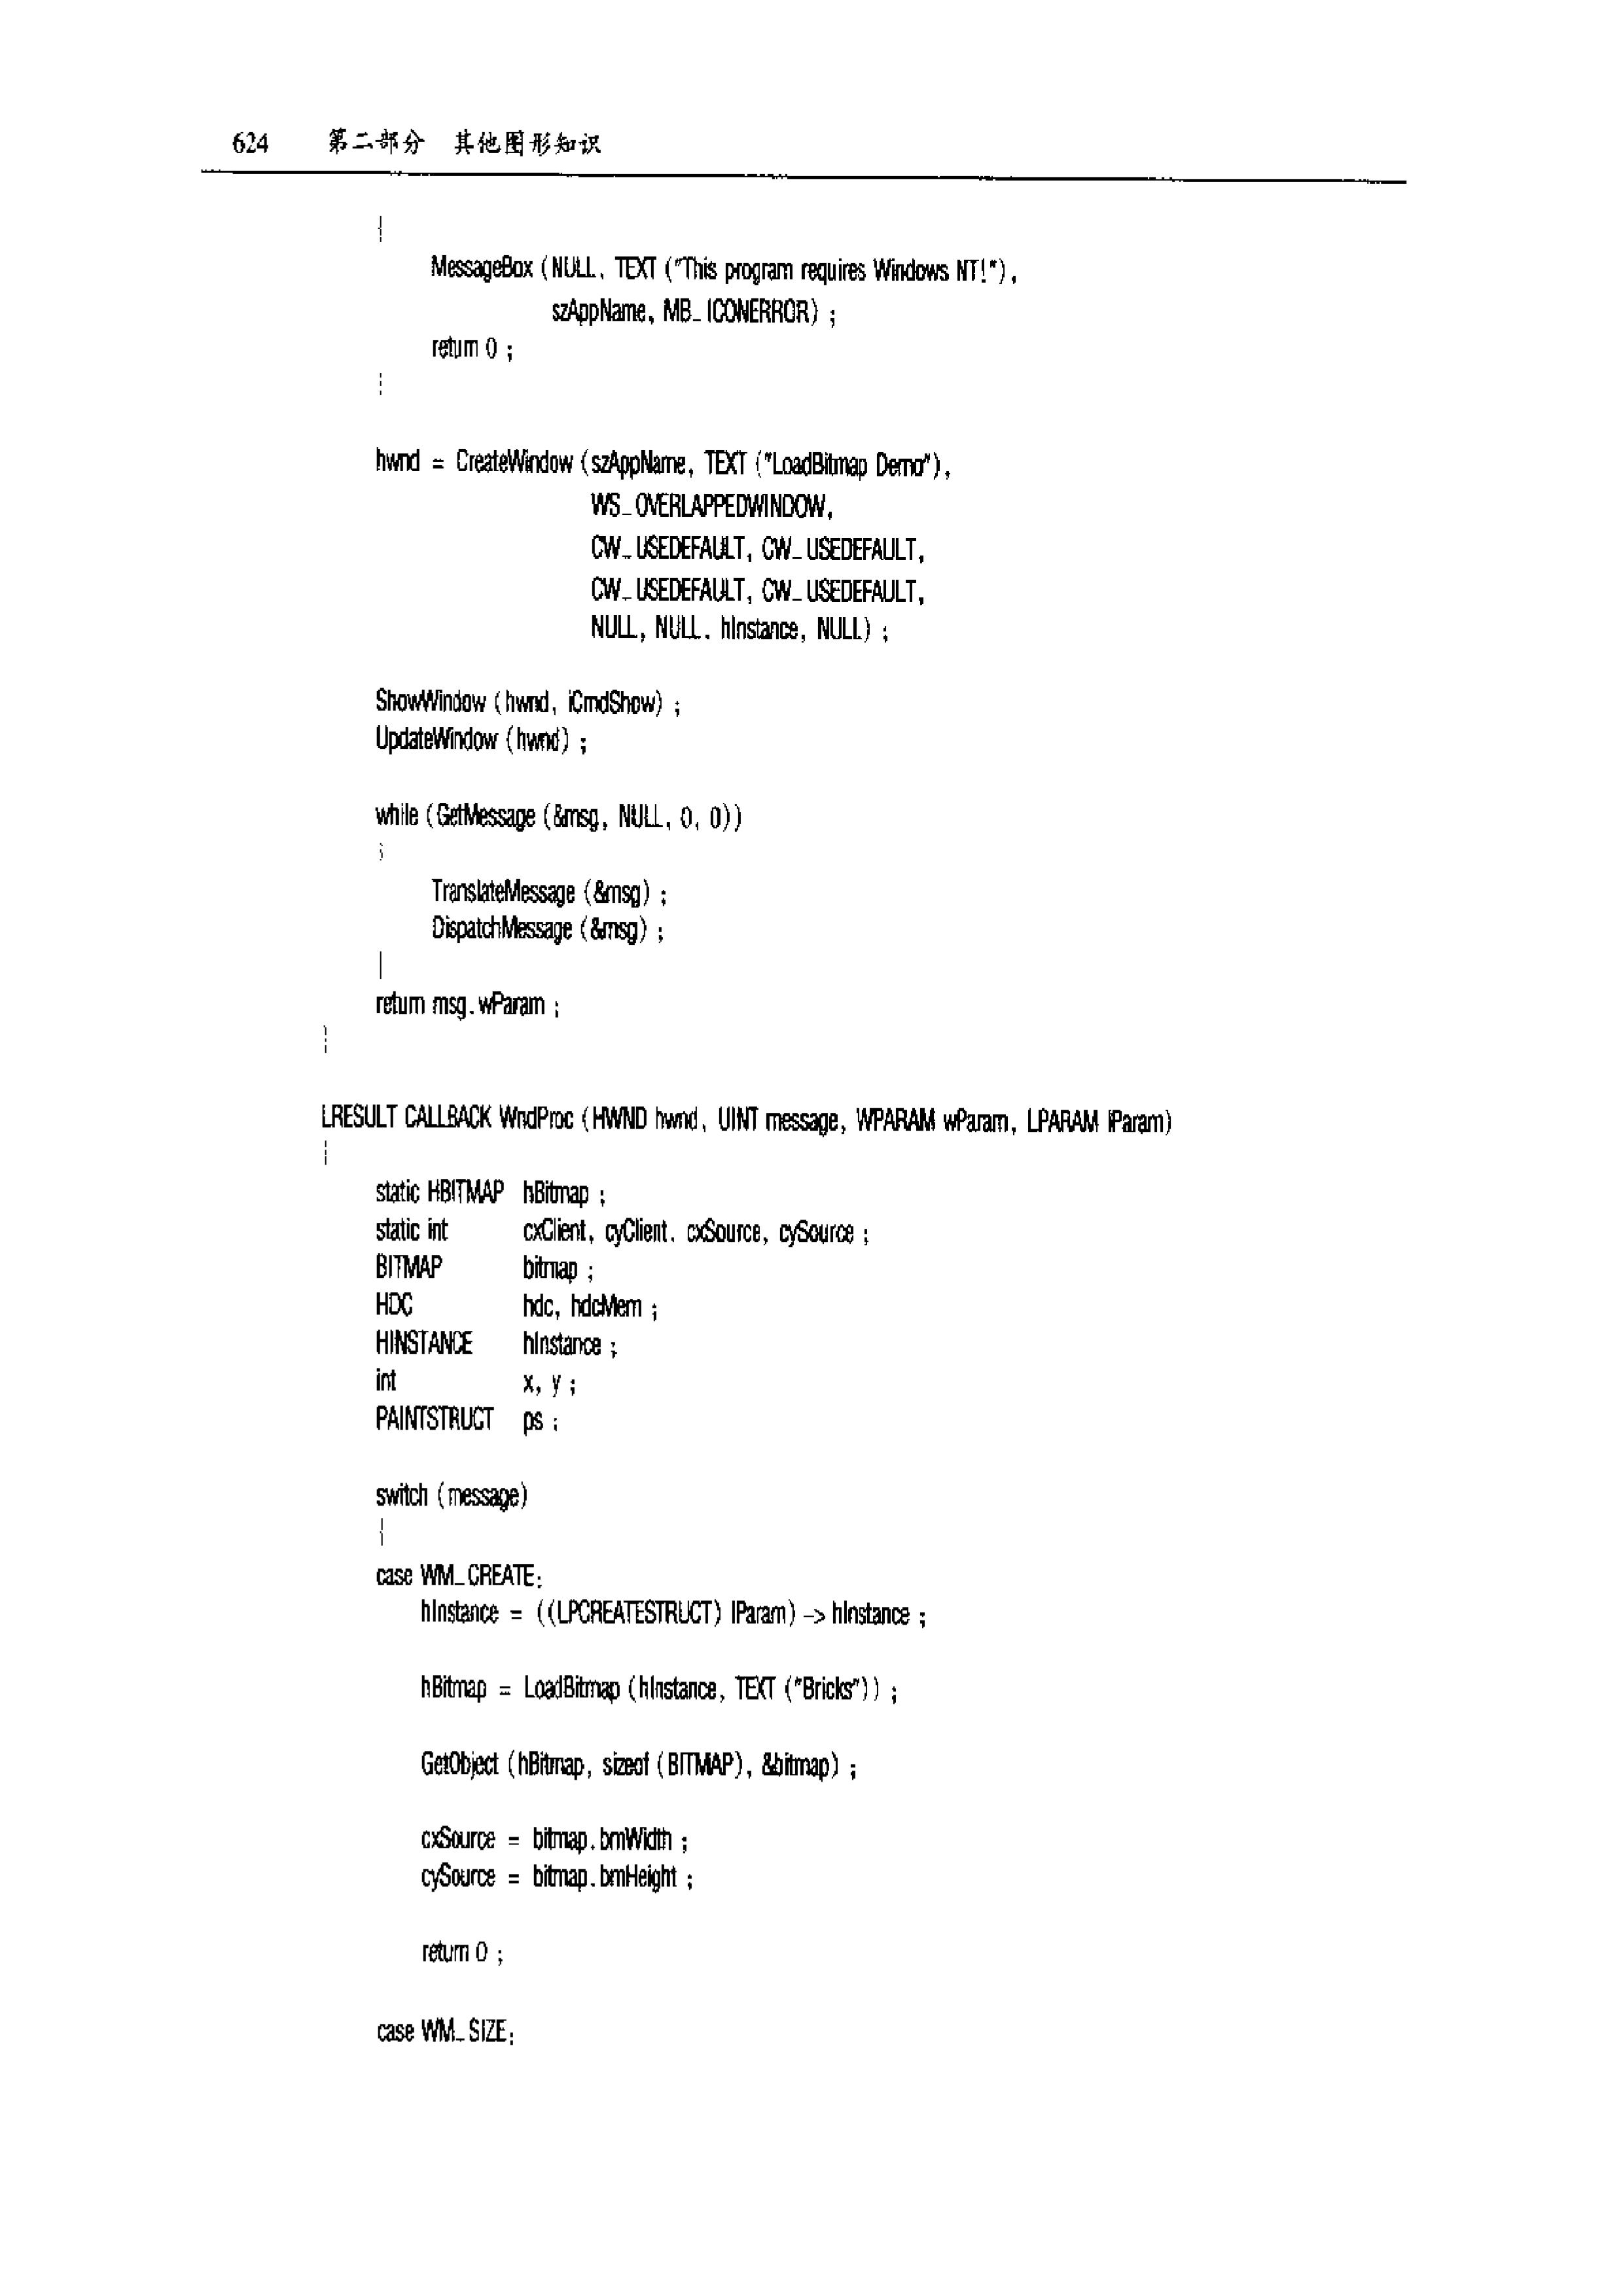 624 第二部分 其他图形知识
{
MessageBox (NULL, TEXT ("This program requires Windows NT!"),
szAppName, MB_ICONERROR) ;
return 0 ;
}
hwnd = CreateWindow (szAppName, TEXT ("LoadBitmap Demo"),
WS_OVERLAPPEDWINDOW,
CW_USEDEFAULT, CW_USEDEFAULT,
CW_USEDEFAULT, CW_USEDEFAULT,
NULL, NULL, hInstance, NULL) ;
ShowWindow (hwnd, iCmdShow) ;
UpdateWindow (hwnd) ;
while (GetMessage (&msg, NULL, 0, 0))
{
TranslateMessage (&msg) ;
DispatchMessage (&msg) ;
}
return msg.wParam ;
}
LRESULT CALLBACK WndProc (HWND hwnd, UINT message, WPARAM wParam, LPARAM lParam)
{
static HBITMAP hBitmap ;
static int cxClient, cyClient, cxSource, cySource ;
BITMAP bitmap ;
HDC hdc, hdcMem ;
HINSTANCE hInstance ;
int x, y ;
PAINTSTRUCT ps ;
switch (message)
{
case WM_CREATE:
hInstance = ((LPCREATESTRUCT) lParam) -> hInstance ;
hBitmap = LoadBitmap (hInstance, TEXT ("Bricks")) ;
GetObject (hBitmap, sizeof (BITMAP), &bitmap) ;
cxSource = bitmap.bmWidth ;
cySource = bitmap.bmHeight ;
return 0 ;
case WM_SIZE: